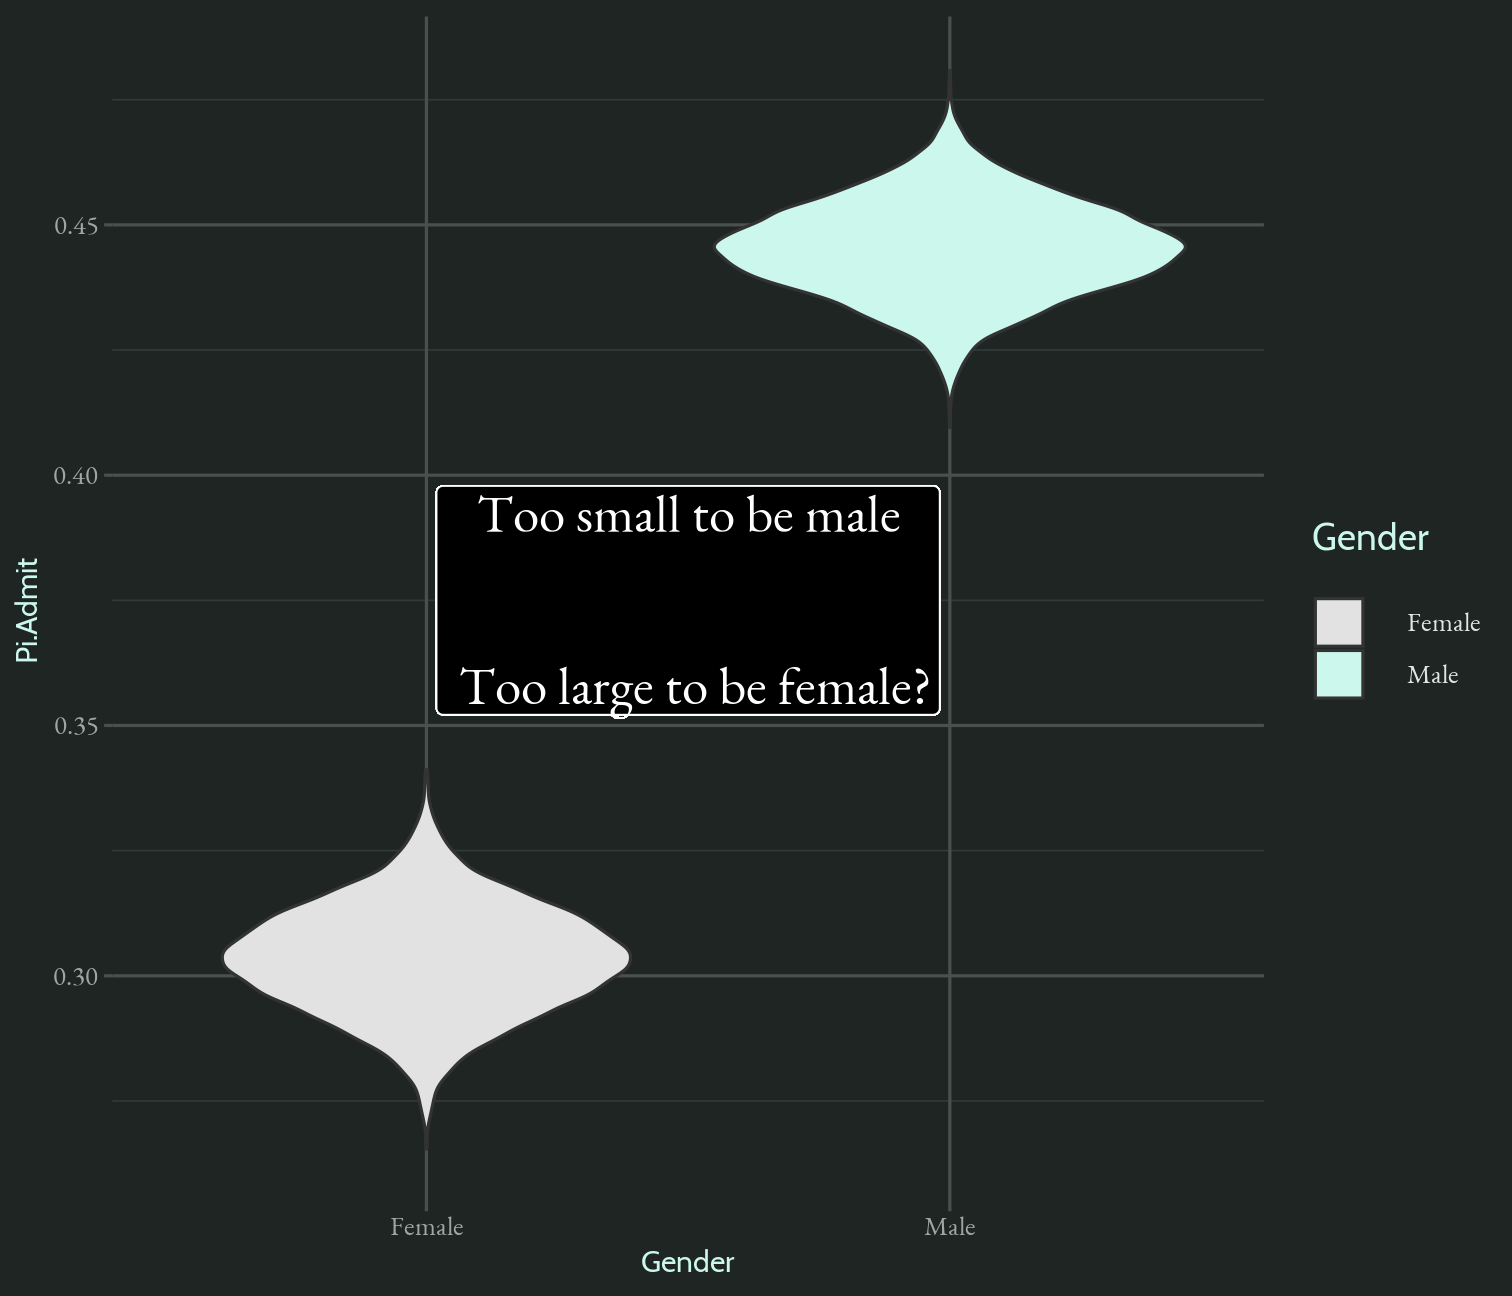 0.45
0.40
0.35
0.30
Pi.Admit
Too small to be male
Too large to be female?
Female
Male
Gender
Gender
Female
Male